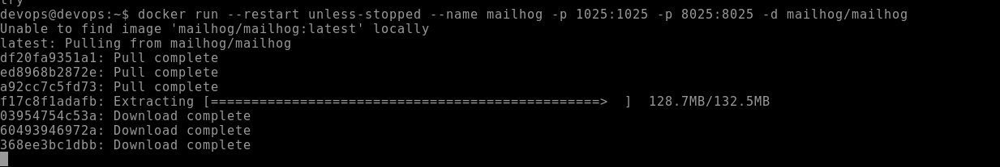 try
devops@devops:~$ docker run --restart unless-stopped --name mailhog -p 1025:1025 -p 8025:8025 -d mailhog/mailhog
Unable to find image 'mailhog/mailhog:latest' locally
latest: Pulling from mailhog/mailhog
df20fa9351a1: Pull complete
ed8968b2872e: Pull complete
a92cc7c5fd73: Pull complete
f17c8f1adafb: Extracting [================================================>  ]  128.7MB/132.5MB
03954754c53a: Download complete
60493946972a: Download complete
368ee3bc1dbb: Download complete